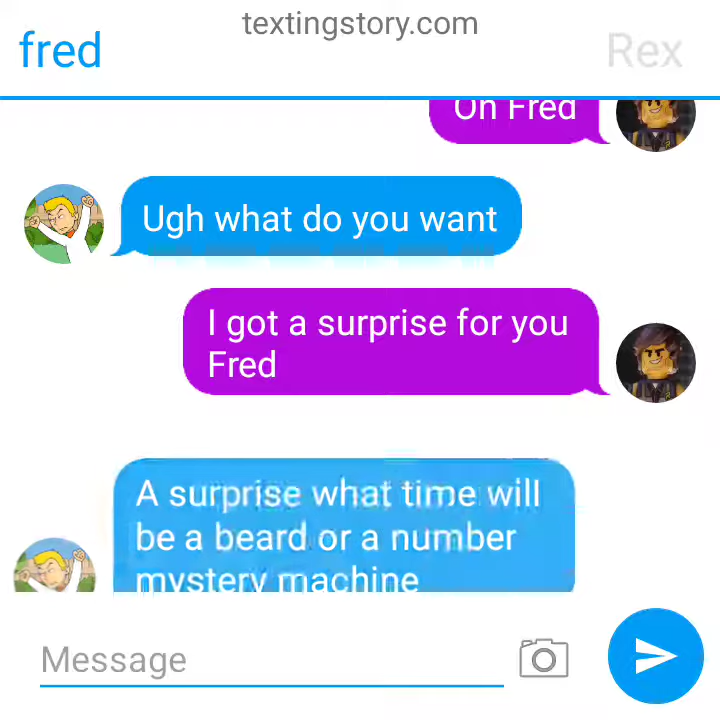 textingstory.com
fred
Rex
Oh Fred
Ugh what do you want
I got a surprise for you
Fred
A surprise what time will
be a beard or a number
mystery machine
Message